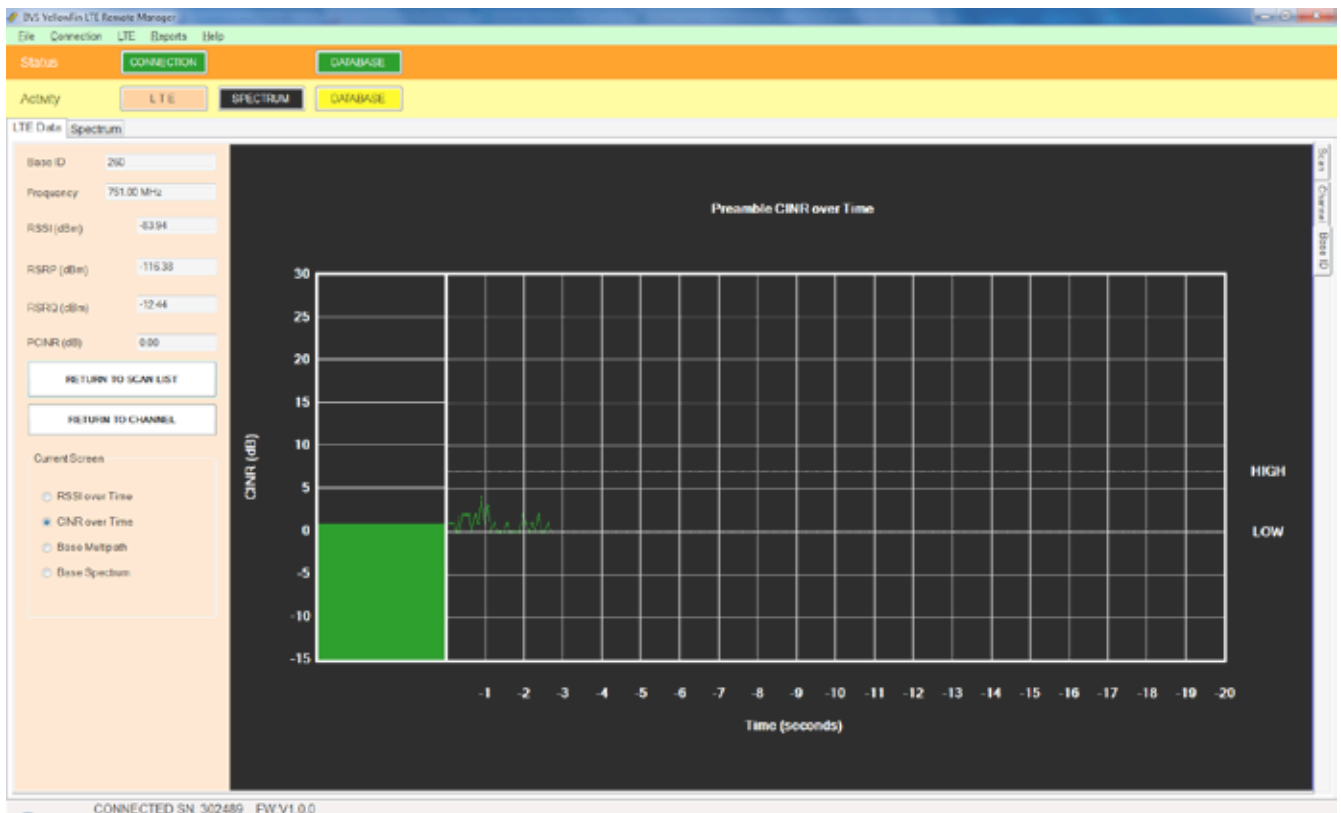 BVS YellowFin LTE Remote Manager
File Connection LTE Reports Help
Status CONNECTION DATABASE
Activity LTE SPECTRUM DATABASE
LTE Data Spectrum
Base ID 260
Frequency 751.00 MHz
RSSI (dBm) -83.94
RSRP (dBm) -116.38
RSRQ (dBm) -12.44
PCINR (dB) 0.00
RETURN TO SCAN LIST
RETURN TO CHANNEL
Current Screen
RSSI over Time
CINR over Time
Base Multipath
Base Spectrum
Preamble CINR over Time
CINR (dB)
30
25
20
15
10
5
0
-5
-10
-15
HIGH
LOW
-1 -2 -3 -4 -5 -6 -7 -8 -9 -10 -11 -12 -13 -14 -15 -16 -17 -18 -19 -20
Time (seconds)
Scan
Channel
Base ID
CONNECTED SN: 302489 FW:V1.0.0